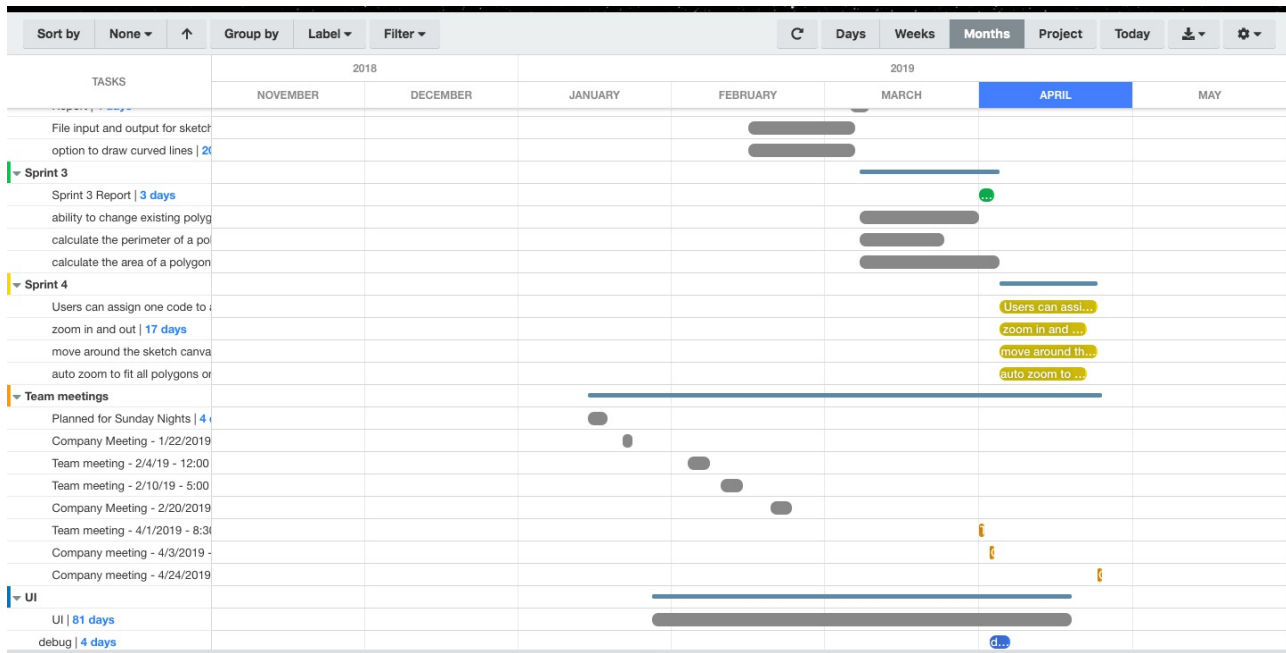 Sort by None Group by Label Filter Days Weeks Months Project Today
2018 2019
TASKS
NOVEMBER DECEMBER JANUARY FEBRUARY MARCH APRIL MAY
File input and output for sketch
option to draw curved lines | 20
Sprint 3
Sprint 3 Report | 3 days
...
ability to change existing polyg
calculate the perimeter of a pol
calculate the area of a polygon
Sprint 4
Users can assign one code to a Users can assi...
zoom in and out | 17 days zoom in and ...
move around the sketch canva move around th...
auto zoom to fit all polygons or auto zoom to ...
Team meetings
Planned for Sunday Nights | 4
Company Meeting - 1/22/2019
Team meeting - 2/4/19 - 12:00
Team meeting - 2/10/19 - 5:00
Company Meeting - 2/20/2019
Team meeting - 4/1/2019 - 8:30
Company meeting - 4/3/2019 -
Company meeting - 4/24/2019
UI
UI | 81 days
debug | 4 days d...